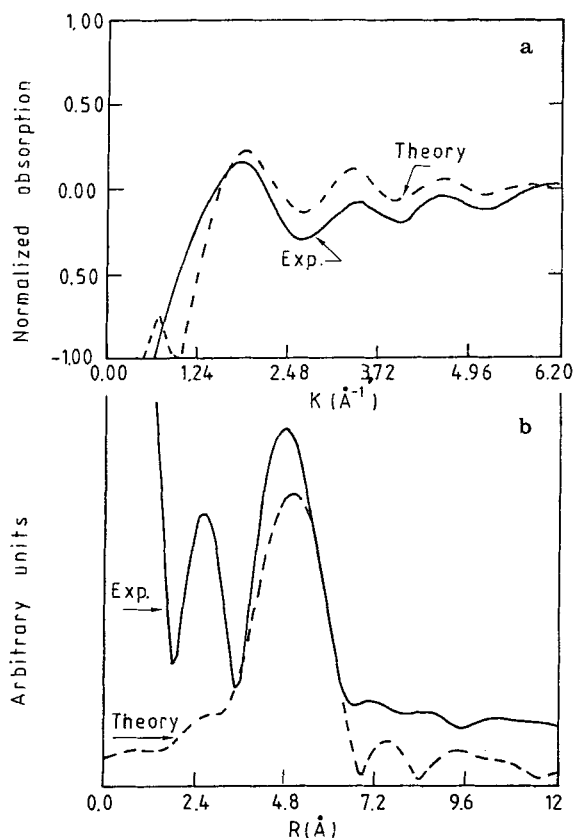 1,00
a
0.50
0.00
0.50
-1.00
Normalized absorption
Theory
Exp.
0.00
1,24
2.48
3,72
4.96
6.20
K (Å⁻¹)
b
Arbitrary units
Exp.
Theory
0.0
2.4
4.8
7.2
9.6
12
R(Å)